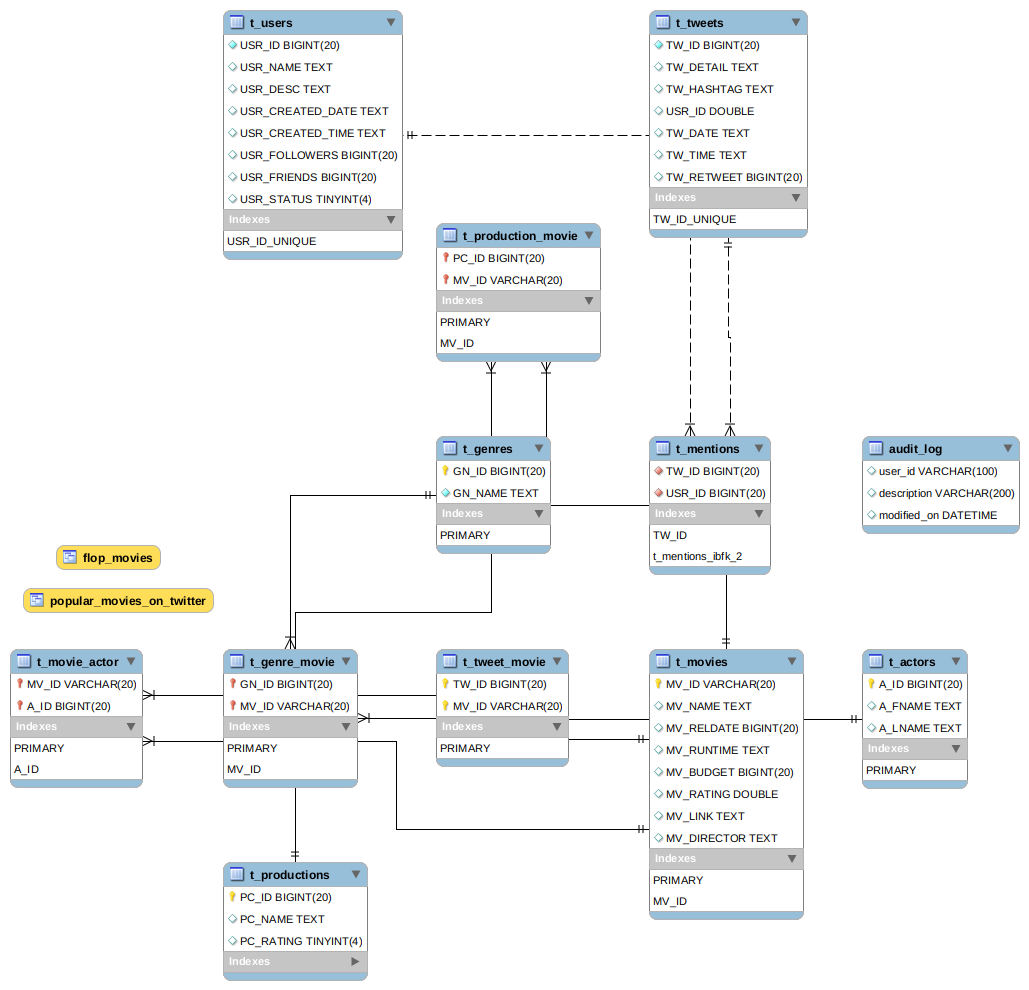 t_users
USR_ID BIGINT(20)
USR_NAME TEXT
USR_DESC TEXT
USR_CREATED_DATE TEXT
USR_CREATED_TIME TEXT
USR_FOLLOWERS BIGINT(20)
USR_FRIENDS BIGINT(20)
USR_STATUS TINYINT(4)
Indexes
USR_ID_UNIQUE
t_tweets
TW_ID BIGINT(20)
TW_DETAIL TEXT
TW_HASHTAG TEXT
USR_ID DOUBLE
TW_DATE TEXT
TW_TIME TEXT
TW_RETWEET BIGINT(20)
Indexes
TW_ID_UNIQUE
t_production_movie
PC_ID BIGINT(20)
MV_ID VARCHAR(20)
Indexes
PRIMARY
MV_ID
t_genres
GN_ID BIGINT(20)
GN_NAME TEXT
Indexes
PRIMARY
t_mentions
TW_ID BIGINT(20)
USR_ID BIGINT(20)
Indexes
TW_ID
t_mentions_ibfk_2
audit_log
user_id VARCHAR(100)
description VARCHAR(200)
modified_on DATETIME
flop_movies
popular_movies_on_twitter
t_movie_actor
MV_ID VARCHAR(20)
A_ID BIGINT(20)
Indexes
PRIMARY
A_ID
t_genre_movie
GN_ID BIGINT(20)
MV_ID VARCHAR(20)
Indexes
PRIMARY
MV_ID
t_tweet_movie
TW_ID BIGINT(20)
MV_ID VARCHAR(20)
Indexes
PRIMARY
t_movies
MV_ID VARCHAR(20)
MV_NAME TEXT
MV_RELDATE BIGINT(20)
MV_RUNTIME TEXT
MV_BUDGET BIGINT(20)
MV_RATING DOUBLE
MV_LINK TEXT
MV_DIRECTOR TEXT
Indexes
PRIMARY
MV_ID
t_actors
A_ID BIGINT(20)
A_FNAME TEXT
A_LNAME TEXT
Indexes
PRIMARY
t_productions
PC_ID BIGINT(20)
PC_NAME TEXT
PC_RATING TINYINT(4)
Indexes